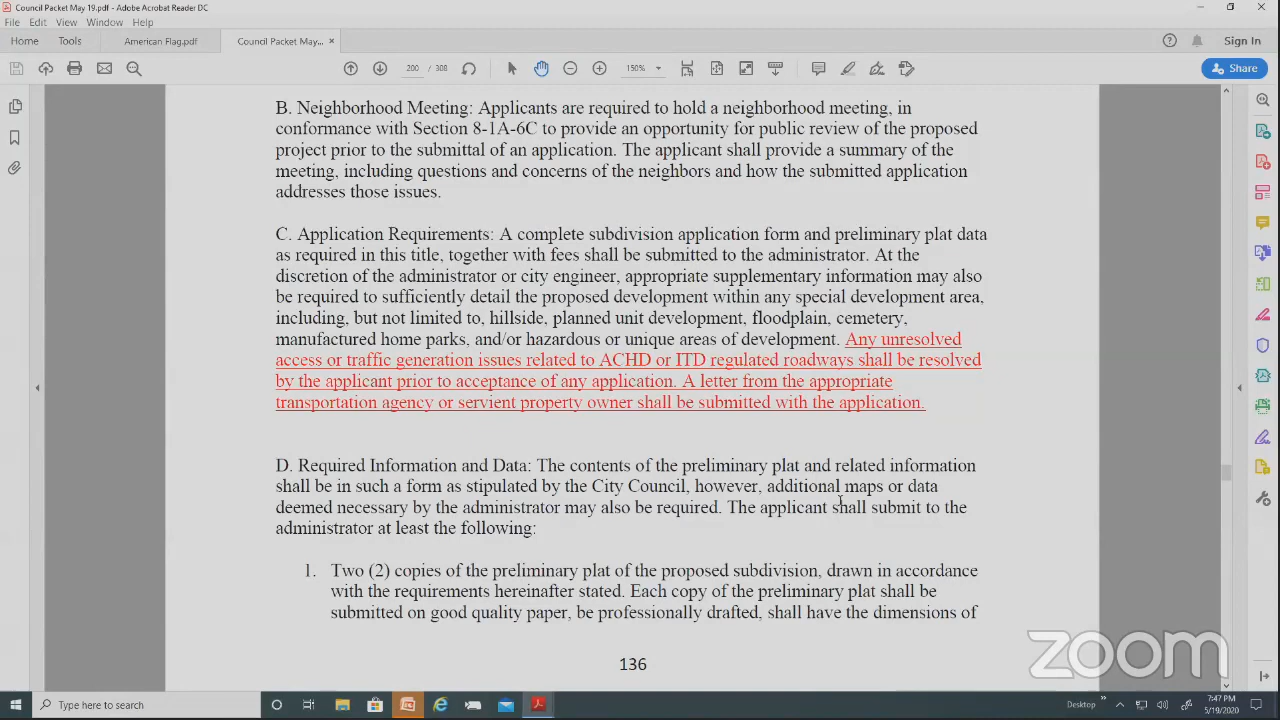 Council Packet May 19.pdf - Adobe Acrobat Reader DC
File Edit View Window Help
Home Tools American Flag.pdf Council Packet May 19.... ×
Sign In
200 / 308
150%
Share
B. Neighborhood Meeting: Applicants are required to hold a neighborhood meeting, in
conformance with Section 8-1A-6C to provide an opportunity for public review of the proposed
project prior to the submittal of an application. The applicant shall provide a summary of the
meeting, including questions and concerns of the neighbors and how the submitted application
addresses those issues.
C. Application Requirements: A complete subdivision application form and preliminary plat data
as required in this title, together with fees shall be submitted to the administrator. At the
discretion of the administrator or city engineer, appropriate supplementary information may also
be required to sufficiently detail the proposed development within any special development area,
including, but not limited to, hillside, planned unit development, floodplain, cemetery,
manufactured home parks, and/or hazardous or unique areas of development. Any unresolved
access or traffic generation issues related to ACHD or ITD regulated roadways shall be resolved
by the applicant prior to acceptance of any application. A letter from the appropriate
transportation agency or servient property owner shall be submitted with the application.
D. Required Information and Data: The contents of the preliminary plat and related information
shall be in such a form as stipulated by the City Council, however, additional maps or data
deemed necessary by the administrator may also be required. The applicant shall submit to the
administrator at least the following:
1. Two (2) copies of the preliminary plat of the proposed subdivision, drawn in accordance
with the requirements hereinafter stated. Each copy of the preliminary plat shall be
submitted on good quality paper, be professionally drafted, shall have the dimensions of
136
zoom
Type here to search
Desktop
7:47 PM
5/19/2020